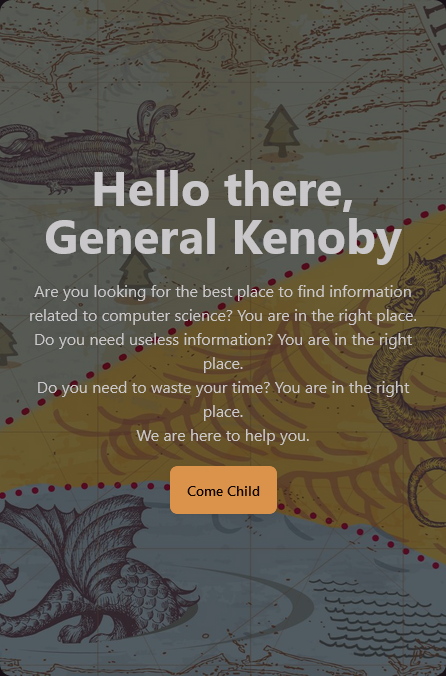 Hello there,
General Kenoby
Are you looking for the best place to find information
related to computer science? You are in the right place.
Do you need useless information? You are in the right
place.
Do you need to waste your time? You are in the right
place.
We are here to help you.
Come Child